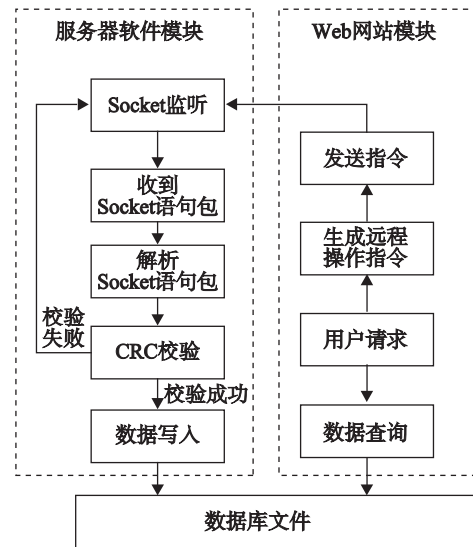 服务器软件模块
Socket监听
收到
Socket语句包
解析
Socket语句包
校验
失败
CRC校验
校验成功
数据写入
Web网站模块
发送指令
生成远程
操作指令
用户请求
数据查询
数据库文件